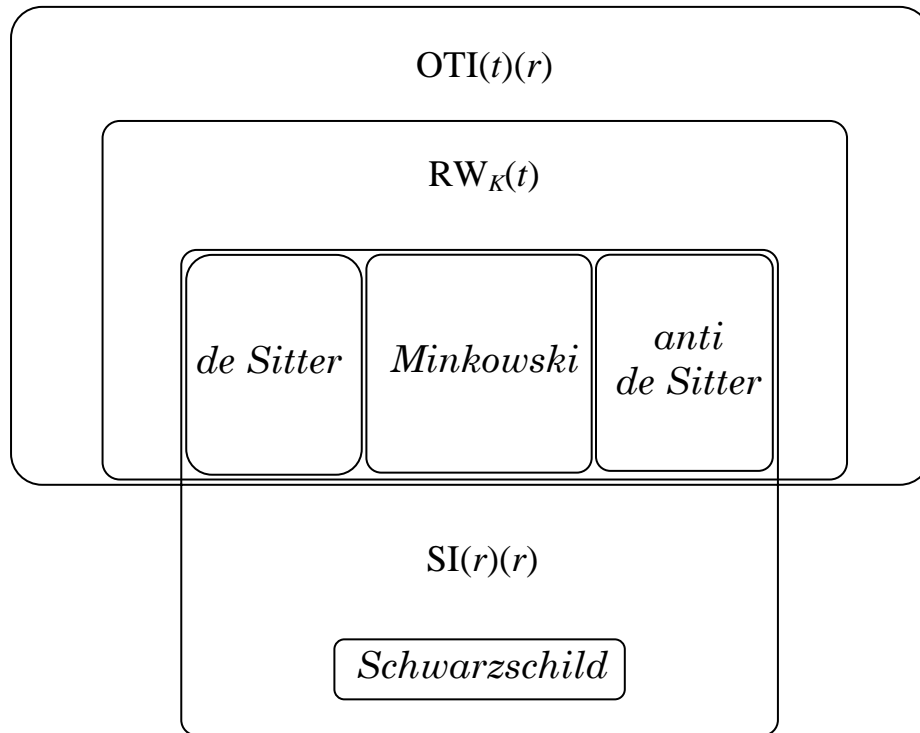 OTI(t)(r)
RW_K(t)
de Sitter
Minkowski
anti
de Sitter
SI(r)(r)
Schwarzschild